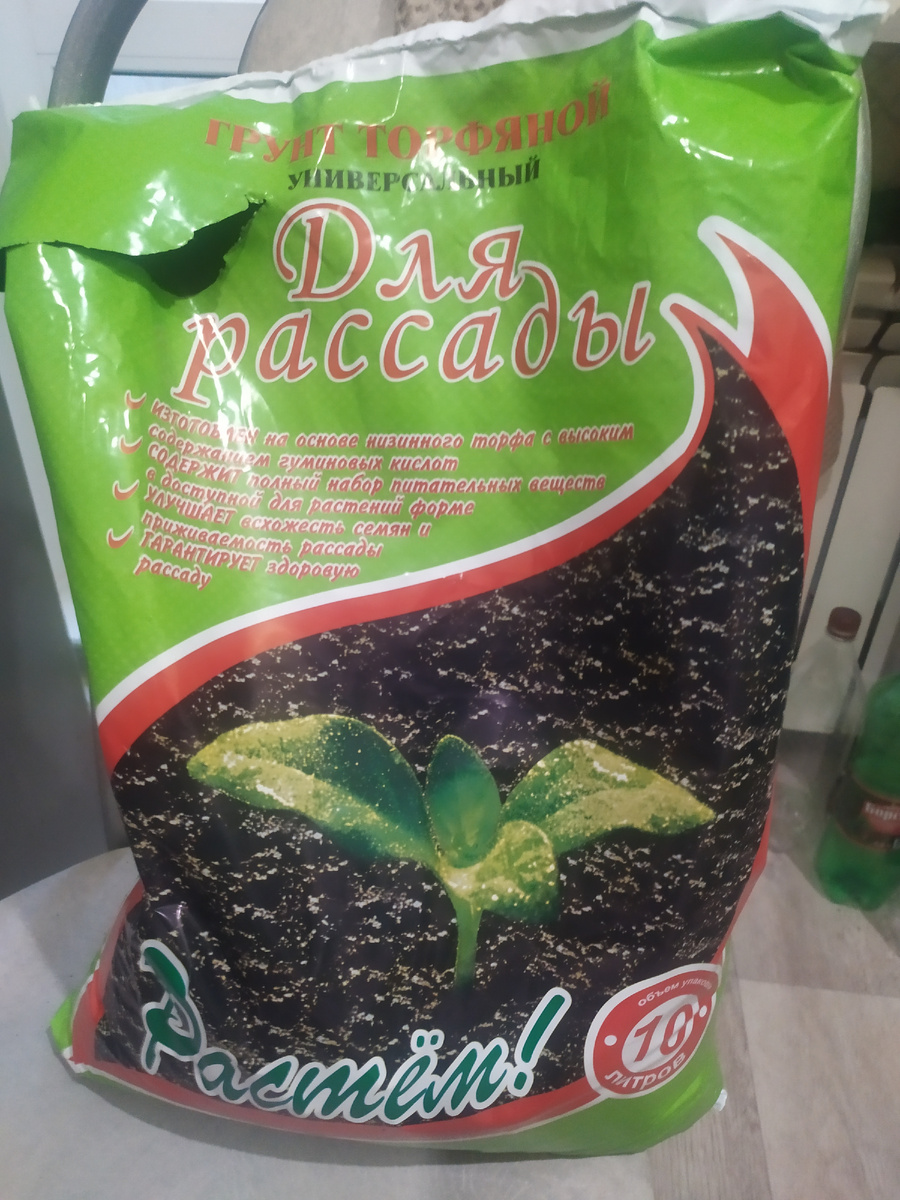 ГРУНТ ТОРФЯНОЙ
УНИВЕРСАЛЬНЫЙ
Для
рассады
ИЗГОТОВЛЕН на основе низинного торфа с высоким
содержанием гуминовых кислот
СОДЕРЖИТ полный набор питательных веществ
в доступной для растений форме
УЛУЧШАЕТ всхожесть семян и
приживаемость рассады
ГАРАНТИРУЕТ здоровую
рассаду
Растём!
объем упаковки
10
ЛИТРОВ